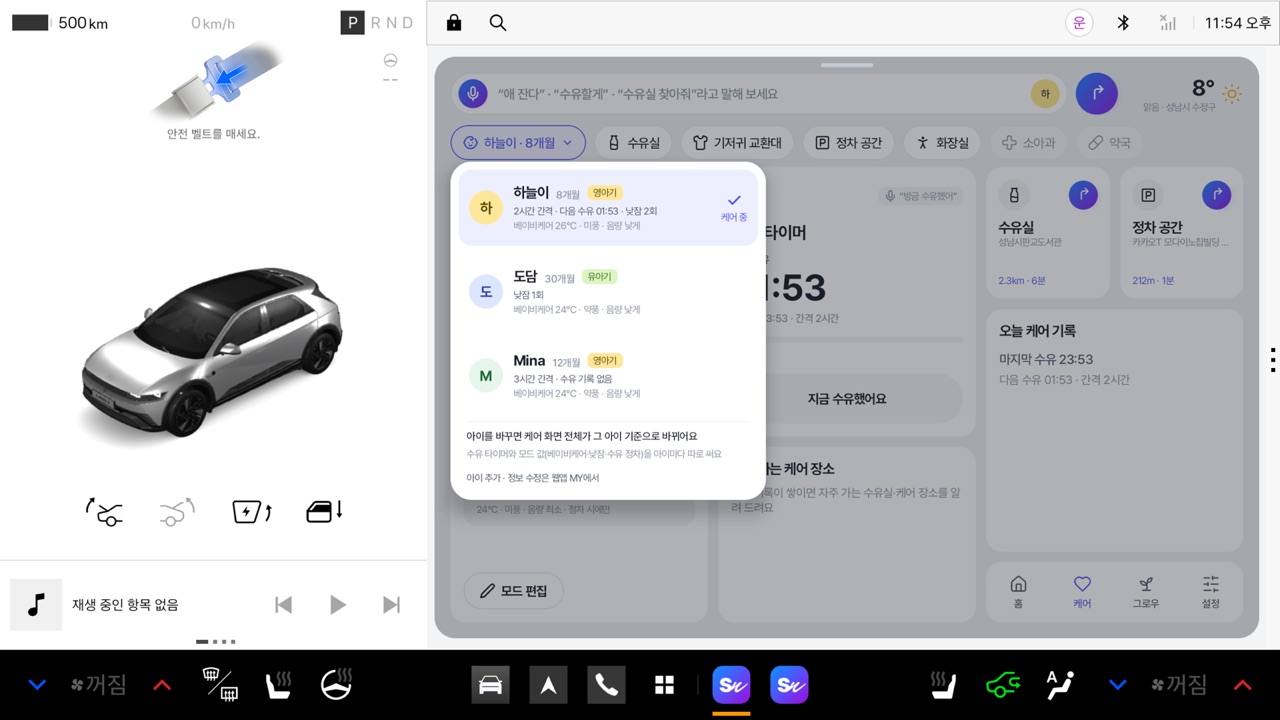 500 km
0 km/h
P R N D
운
11:54 오후
안전 벨트를 매세요.
--
"애 잔다" · "수유할게" · "수유실 찾아줘"라고 말해 보세요
하
8°
맑음 · 성남시 수정구
하늘이 · 8개월
수유실
기저귀 교환대
정차 공간
화장실
소아과
약국
하
하늘이 8개월 영아기
2시간 간격 · 다음 수유 01:53 · 낮잠 2회
베이비케어 26°C · 미풍 · 음량 낮게
케어 중
도
도담 30개월 유아기
낮잠 1회
베이비케어 24°C · 약풍 · 음량 낮게
M
Mina 12개월 영아기
3시간 간격 · 수유 기록 없음
베이비케어 24°C · 약풍 · 음량 낮게
아이를 바꾸면 케어 화면 전체가 그 아이 기준으로 바뀌어요
수유 타이머와 모드 값(베이비케어·낮잠·수유 정차)을 아이마다 따로 써요
아이 추가 · 정보 수정은 웹앱 MY에서
"방금 수유했어"
타이머
:53
3:53 · 간격 2시간
지금 수유했어요
는 케어 장소
록이 쌓이면 자주 가는 수유실·케어 장소를 알
려 드려요
24°C · 미풍 · 음량 최소 · 정차 시에만
모드 편집
수유실
성남시판교도서관
2.3km · 6분
정차 공간
카카오T 모다이노칩빌딩 ...
212m · 1분
오늘 케어 기록
마지막 수유 23:53
다음 수유 01:53 · 간격 2시간
홈
케어
그로우
설정
재생 중인 항목 없음
꺼짐
A
꺼짐